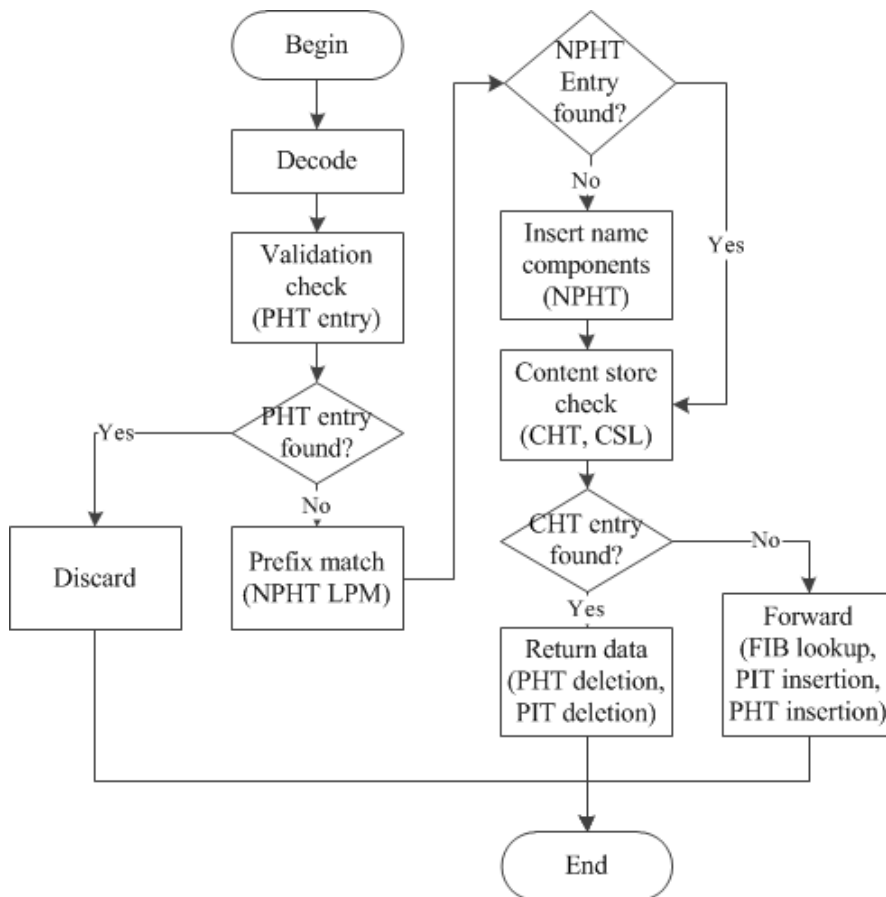 Begin
Decode
Validation
check
(PHT entry)
PHT entry
found?
Yes
No
Discard
Prefix match
(NPHT LPM)
NPHT
Entry
found?
No
Yes
Insert name
components
(NPHT)
Content store
check
(CHT, CSL)
CHT entry
found?
No
Yes
Return data
(PHT deletion,
PIT deletion)
Forward
(FIB lookup,
PIT insertion,
PHT insertion)
End